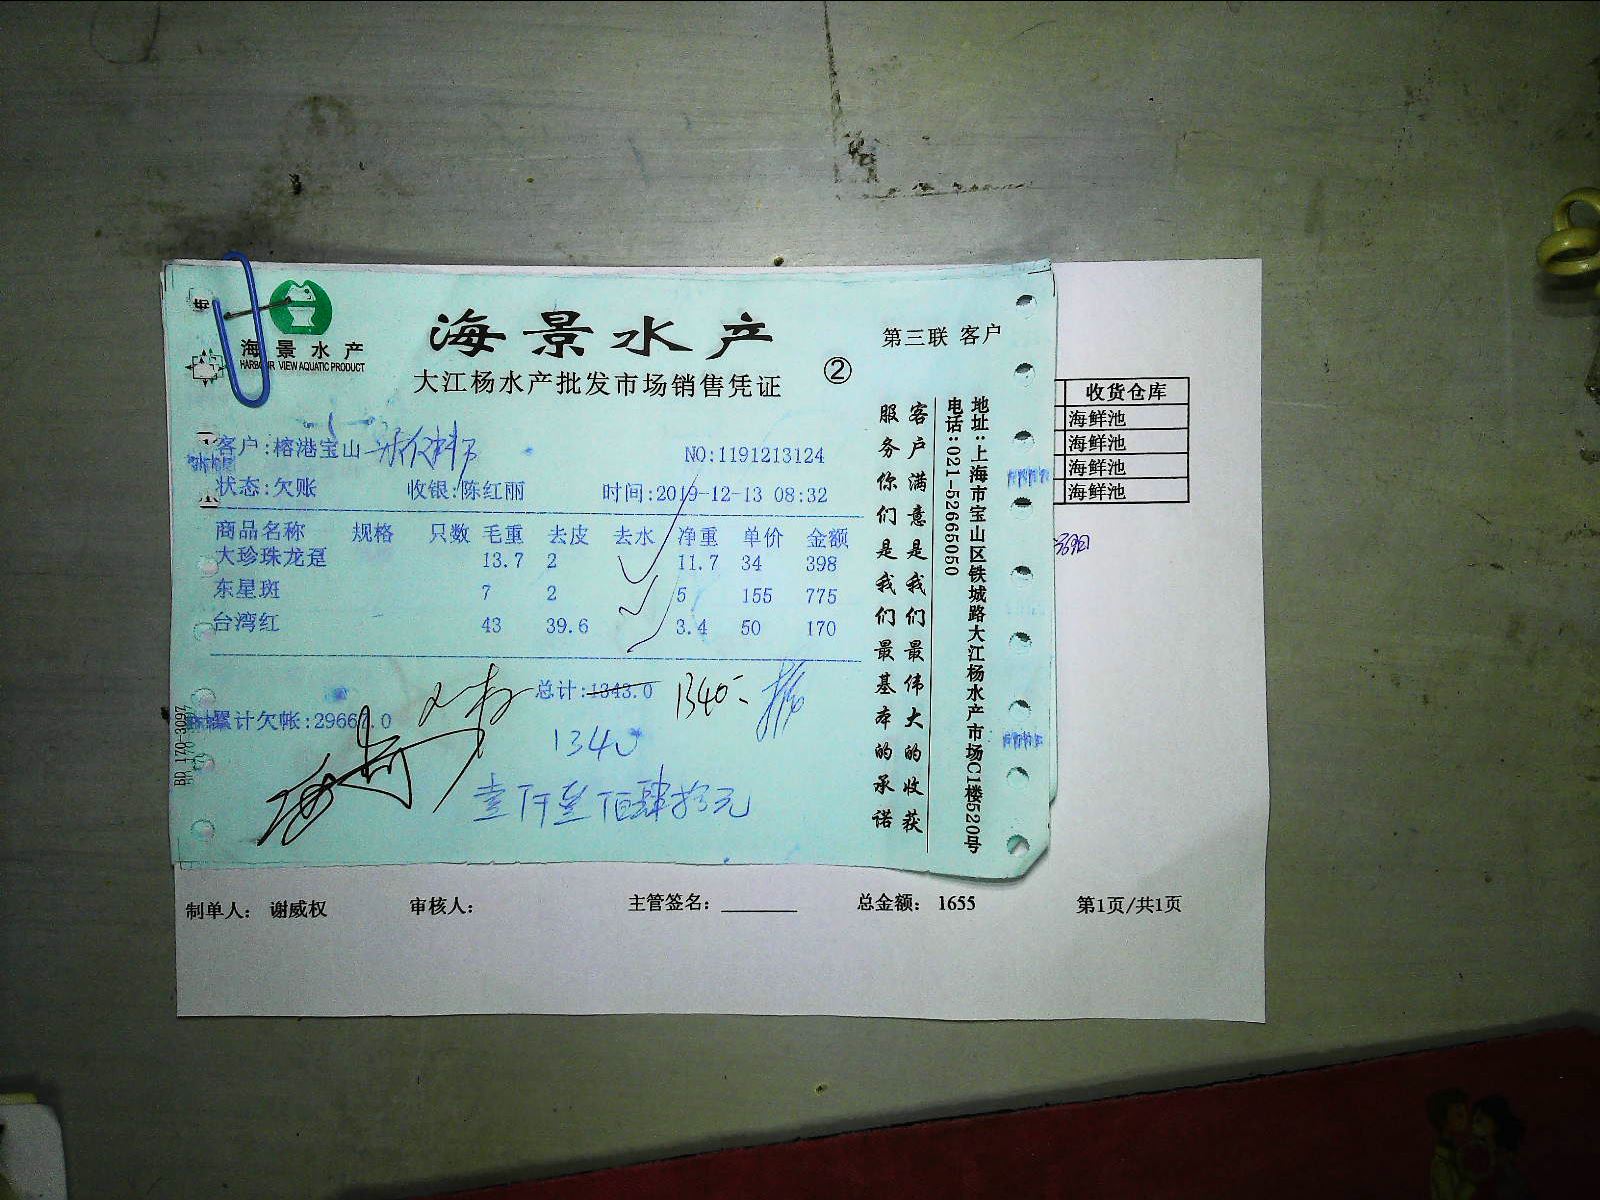 海景水产
HARBOUR VIEW AQUATIC PRODUCT
海景水产
大江杨水产批发市场销售凭证
②
第三联 客户
客户:榕港宝山
NO:1191213124
状态:欠账 收银:陈红丽 时间:2019-12-13 08:32
商品名称 规格 只数 毛重 去皮 去水 净重 单价 金额
大珍珠龙趸 13.7 2 11.7 34 398
东星斑 7 2 5 155 775
台湾红 43 39.6 3.4 50 170
总计:1343.0 1340
累计欠帐:29667.0
1340
壹仟叁佰肆拾元
客户满意是我们最伟大的收获
服务你们是我们最基本的承诺
地址:上海市宝山区铁城路大江杨水产市场C1楼520号
电话:021-52665050
BD 1Z0-3097
收货仓库
海鲜池
海鲜池
海鲜池
海鲜池
制单人: 谢威权 审核人: 主管签名: 总金额: 1655 第1页/共1页